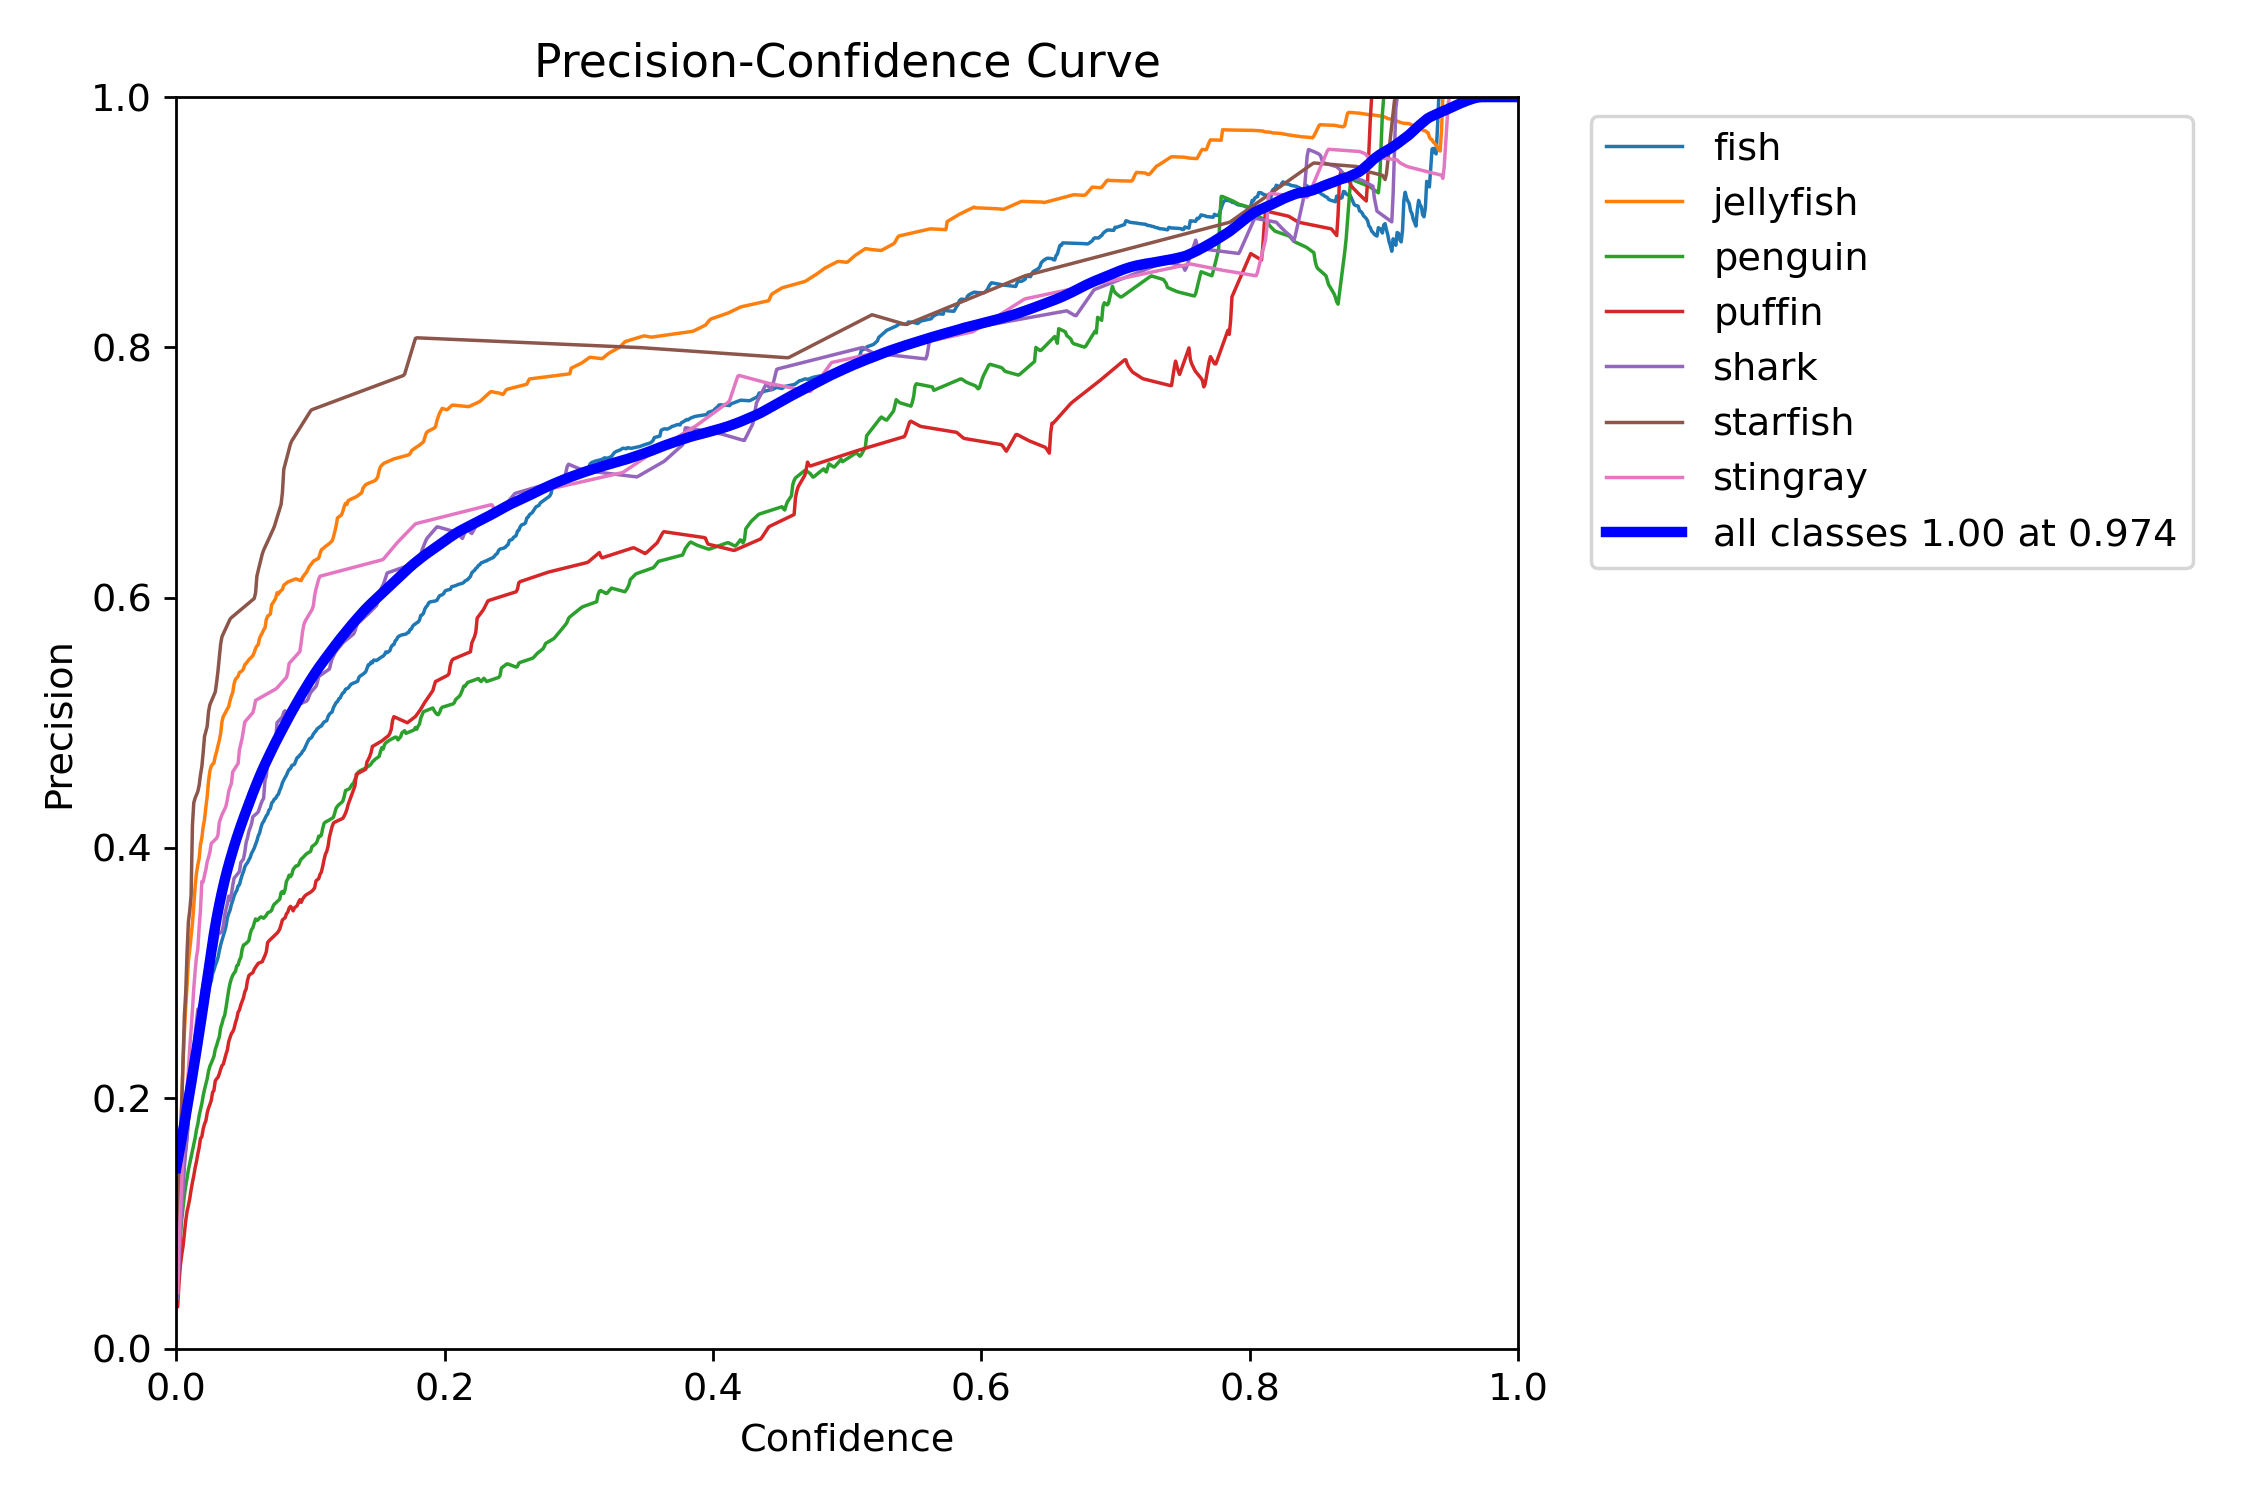 Precision-Confidence Curve
1.0
0.8
0.6
0.4
0.2
0.0
Precision
0.0 0.2 0.4 0.6 0.8 1.0
Confidence
fish
jellyfish
penguin
puffin
shark
starfish
stingray
all classes 1.00 at 0.974